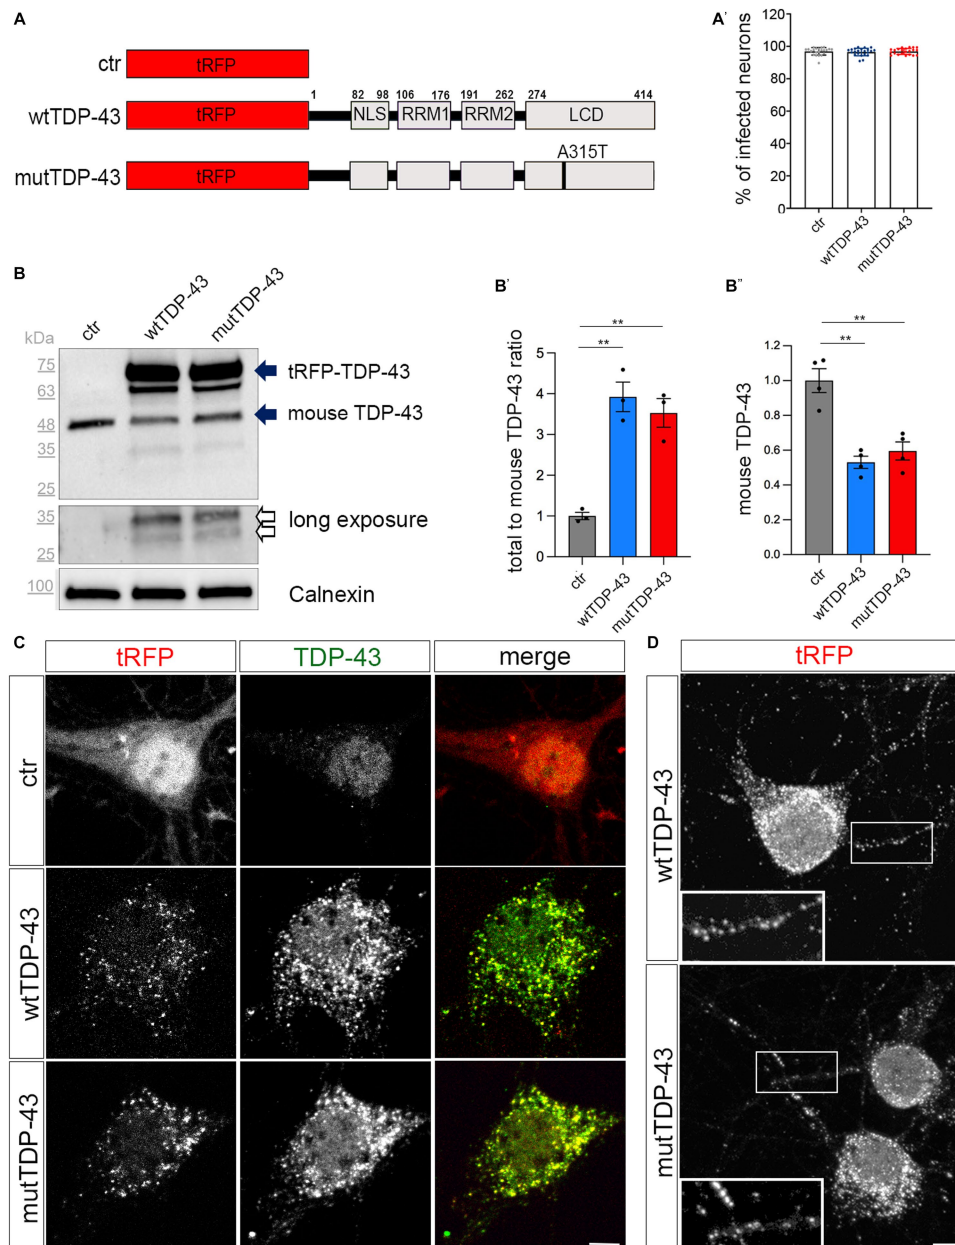 A
ctr
tRFP
1 82 98 106 176 191 262 274 414
wtTDP-43
tRFP
NLS RRM1 RRM2 LCD
A315T
mutTDP-43
tRFP
A'
% of infected neurons
120
100
80
60
40
20
0
ctr
wtTDP-43
mutTDP-43
B
kDa
ctr
wtTDP-43
mutTDP-43
75
63
48
35
25
tRFP-TDP-43
mouse TDP-43
35
25
long exposure
100
Calnexin
B'
total to mouse TDP-43 ratio
**
**
5
4
3
2
1
0
ctr
wtTDP-43
mutTDP-43
B"
mouse TDP-43
**
**
1.2
1.0
0.8
0.6
0.4
0.2
0.0
ctr
wtTDP-43
mutTDP-43
C
tRFP TDP-43 merge
ctr
wtTDP-43
mutTDP-43
D
tRFP
wtTDP-43
mutTDP-43